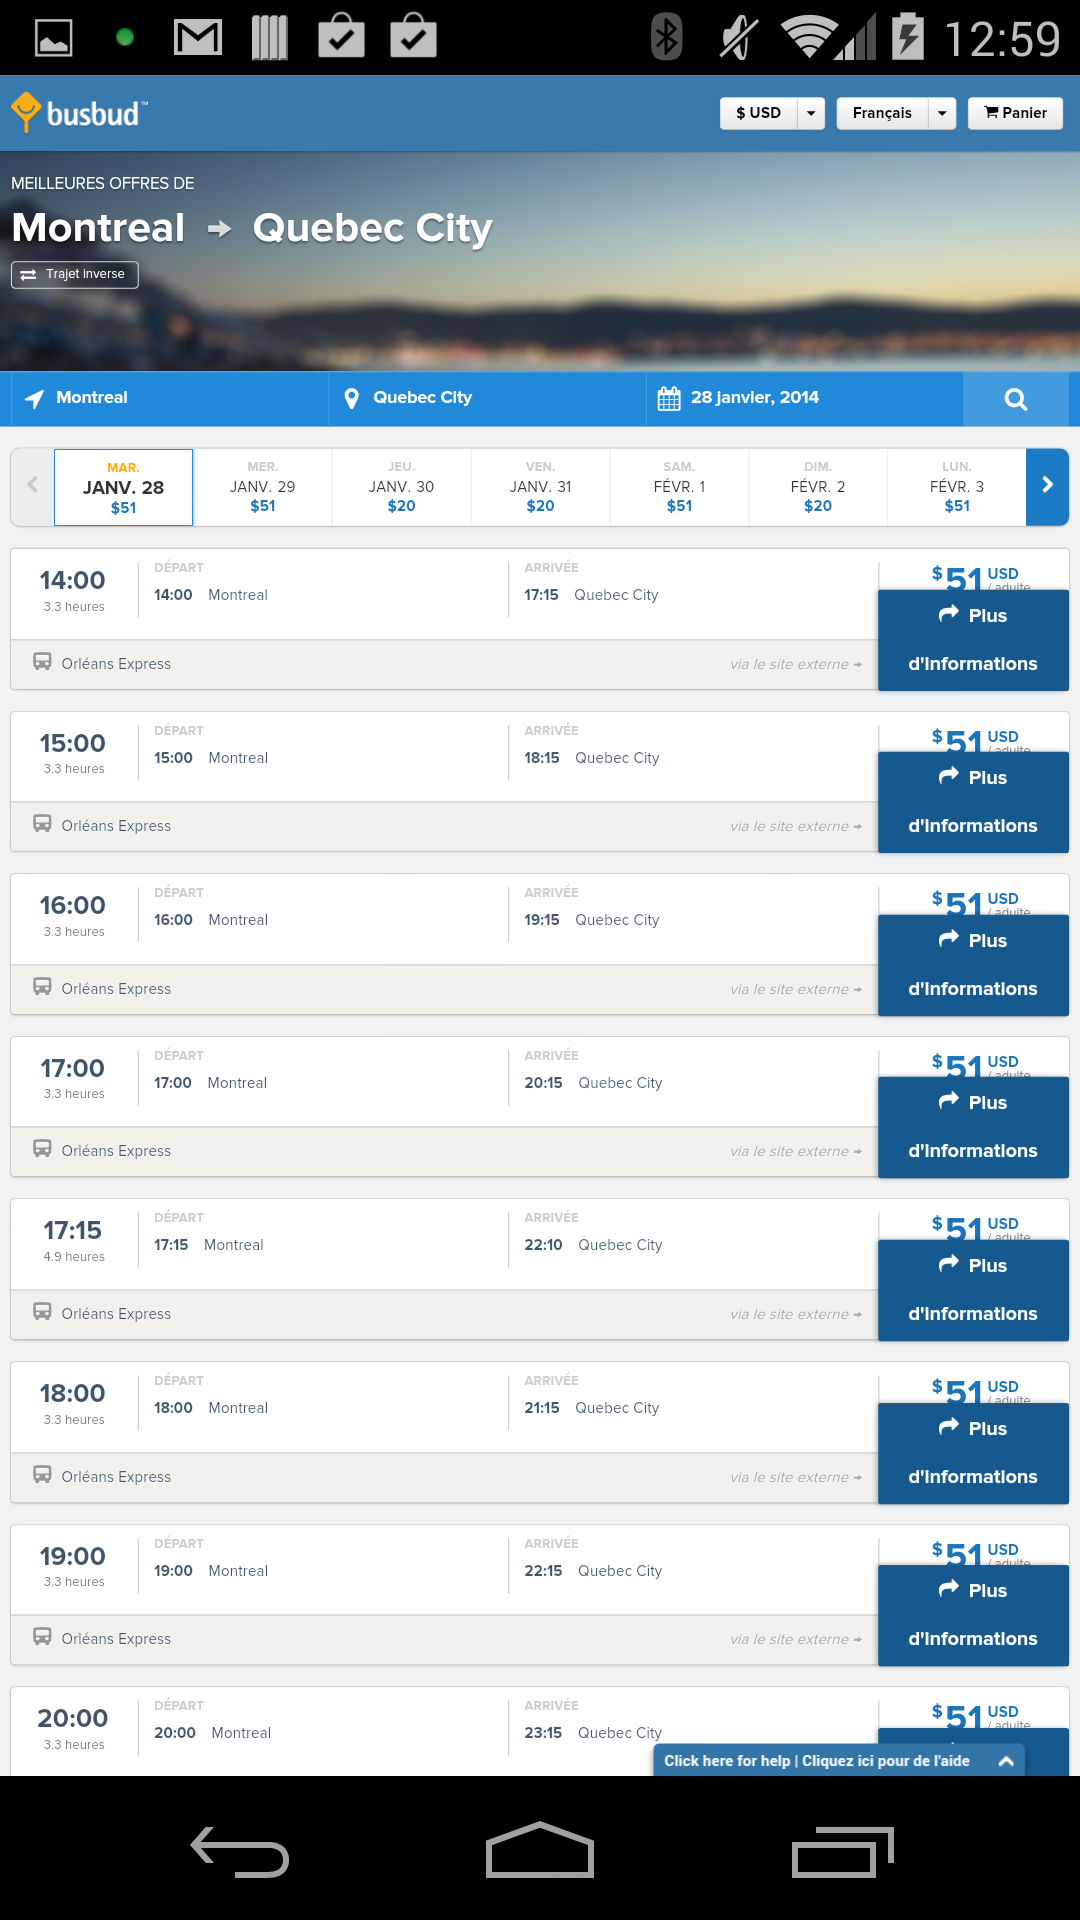 12:59
busbud™
$ USD
Français
Panier
MEILLEURES OFFRES DE
Montreal Quebec City
Trajet inverse
Montreal
Quebec City
28 janvier, 2014
MAR.
JANV. 28
$51
MER.
JANV. 29
$51
JEU.
JANV. 30
$20
VEN.
JANV. 31
$20
SAM.
FÉVR. 1
$51
DIM.
FÉVR. 2
$20
LUN.
FÉVR. 3
$51
14:00
3.3 heures
DÉPART
14:00 Montreal
ARRIVÉE
17:15 Quebec City
$51 USD
/ adulte
Plus
d'informations
Orléans Express
via le site externe
15:00
3.3 heures
DÉPART
15:00 Montreal
ARRIVÉE
18:15 Quebec City
$51 USD
/ adulte
Plus
d'informations
Orléans Express
via le site externe
16:00
3.3 heures
DÉPART
16:00 Montreal
ARRIVÉE
19:15 Quebec City
$51 USD
/ adulte
Plus
d'informations
Orléans Express
via le site externe
17:00
3.3 heures
DÉPART
17:00 Montreal
ARRIVÉE
20:15 Quebec City
$51 USD
/ adulte
Plus
d'informations
Orléans Express
via le site externe
17:15
4.9 heures
DÉPART
17:15 Montreal
ARRIVÉE
22:10 Quebec City
$51 USD
/ adulte
Plus
d'informations
Orléans Express
via le site externe
18:00
3.3 heures
DÉPART
18:00 Montreal
ARRIVÉE
21:15 Quebec City
$51 USD
/ adulte
Plus
d'informations
Orléans Express
via le site externe
19:00
3.3 heures
DÉPART
19:00 Montreal
ARRIVÉE
22:15 Quebec City
$51 USD
/ adulte
Plus
d'informations
Orléans Express
via le site externe
20:00
3.3 heures
DÉPART
20:00 Montreal
ARRIVÉE
23:15 Quebec City
$51 USD
/ adulte
Click here for help | Cliquez ici pour de l'aide